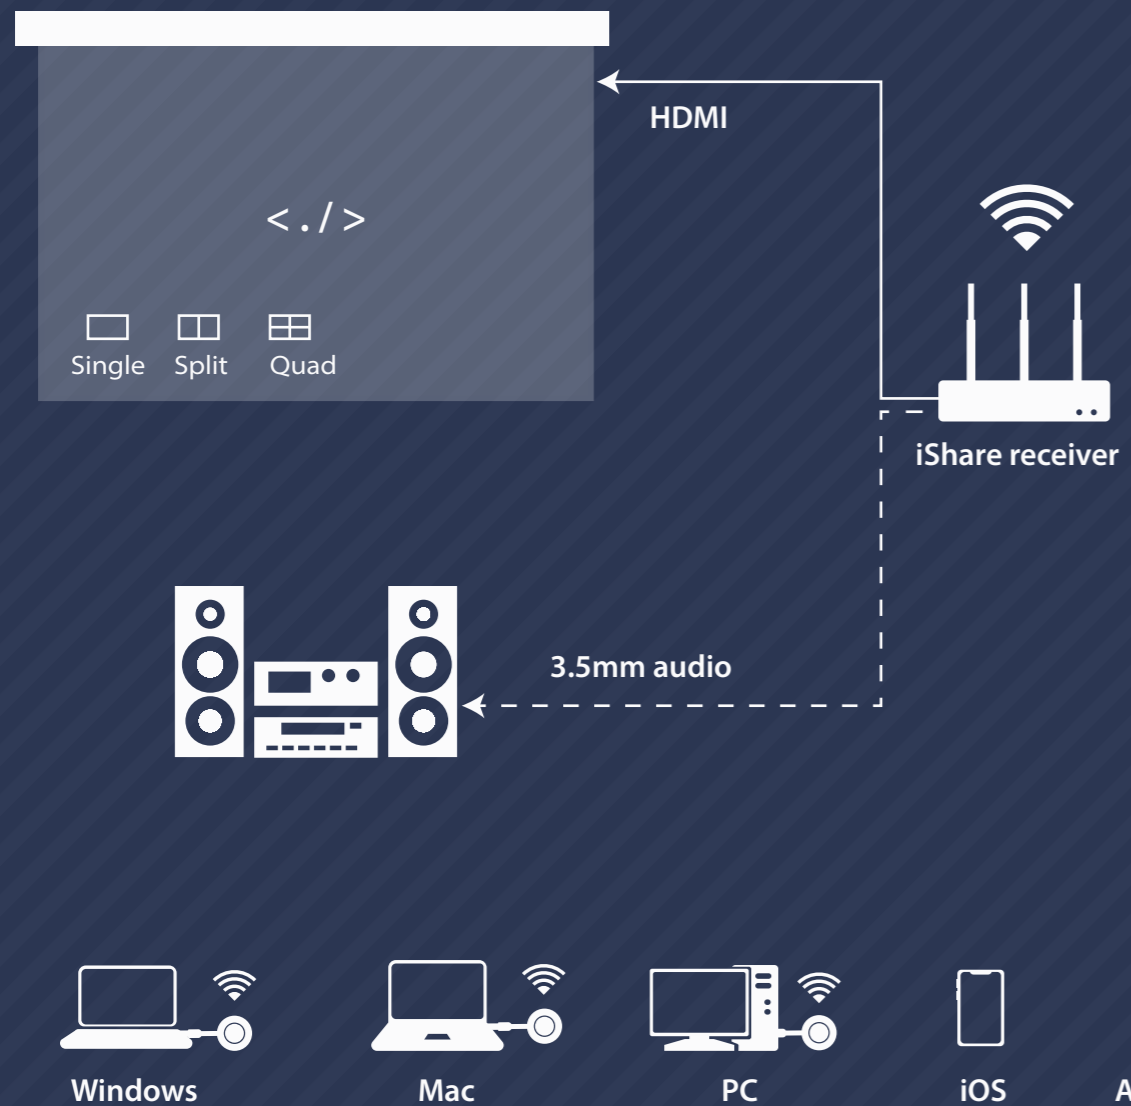 HDMI
<./>
Single Split Quad
iShare receiver
3.5mm audio
Windows Mac PC iOS